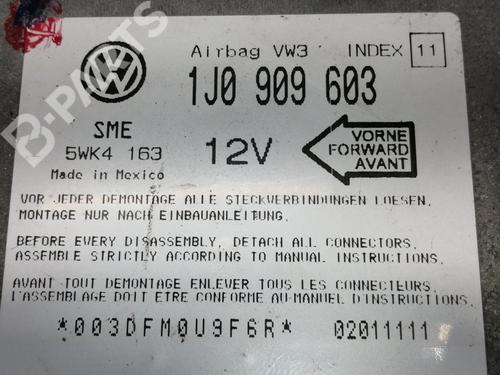 Airbag VW3 INDEX 11
1J0 909 603
SME
5WK4 163
Made in Mexico
12V
VORNE
FORWARD
AVANT
VOR JEDER DEMONTAGE ALLE STECKVERBINDUNGEN LOESEN.
MONTAGE NUR NACH EINBAUANLEITUNG.
BEFORE EVERY DISASSEMBLY, DETACH ALL CONNECTORS.
ASSEMBLE STRICTLY ACCORDING TO MANUAL INSTRUCTIONS.
AVANT TOUT DEMONTAGE ENLEVER TOUS LES CONNECTEURS.
L'ASSEMBLAGE DOIT ETRE CONFORME AU-MANUEL D'INSTRUCTIONS.
*003DFM0U9F6R* 02011111
B-PARTS